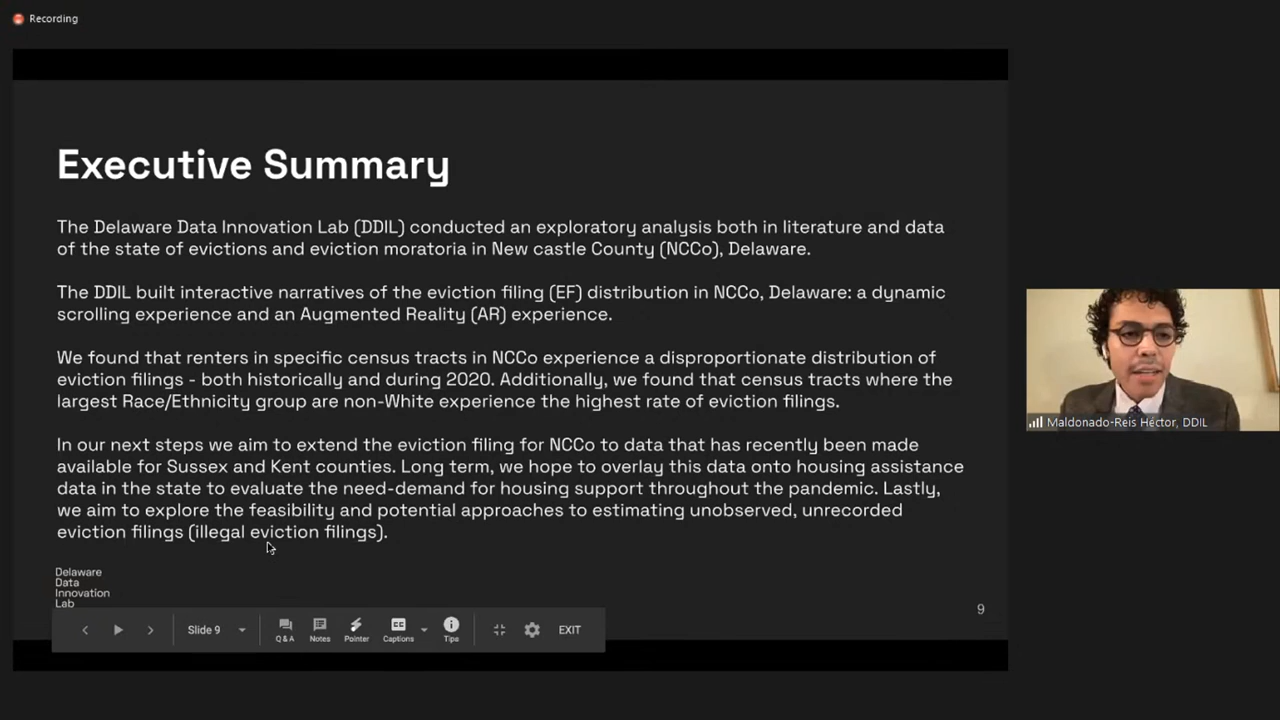 Recording
Executive Summary
The Delaware Data Innovation Lab (DDIL) conducted an exploratory analysis both in literature and data
of the state of evictions and eviction moratoria in New castle County (NCCo), Delaware.
The DDIL built interactive narratives of the eviction filing (EF) distribution in NCCo, Delaware: a dynamic
scrolling experience and an Augmented Reality (AR) experience.
We found that renters in specific census tracts in NCCo experience a disproportionate distribution of
eviction filings - both historically and during 2020. Additionally, we found that census tracts where the
largest Race/Ethnicity group are non-White experience the highest rate of eviction filings.
In our next steps we aim to extend the eviction filing for NCCo to data that has recently been made
available for Sussex and Kent counties. Long term, we hope to overlay this data onto housing assistance
data in the state to evaluate the need-demand for housing support throughout the pandemic. Lastly,
we aim to explore the feasibility and potential approaches to estimating unobserved, unrecorded
eviction filings (illegal eviction filings).
Maldonado-Reis Héctor, DDIL
Delaware
Data
Innovation
Lab
9
Slide 9
Q & A
Notes
Pointer
CC
Captions
Tips
EXIT